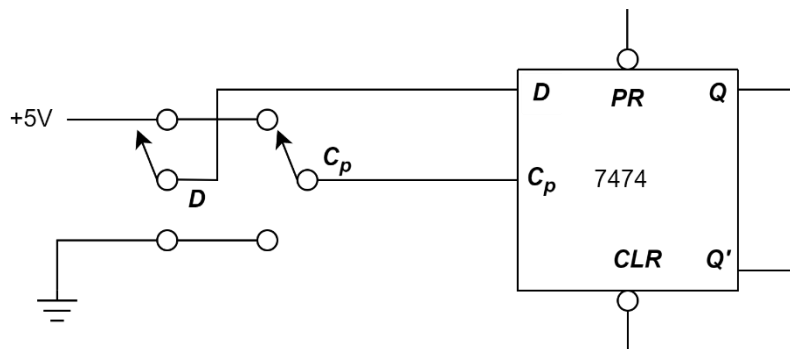 D PR Q
+5V
Cp
D
Cp 7474
CLR Q'